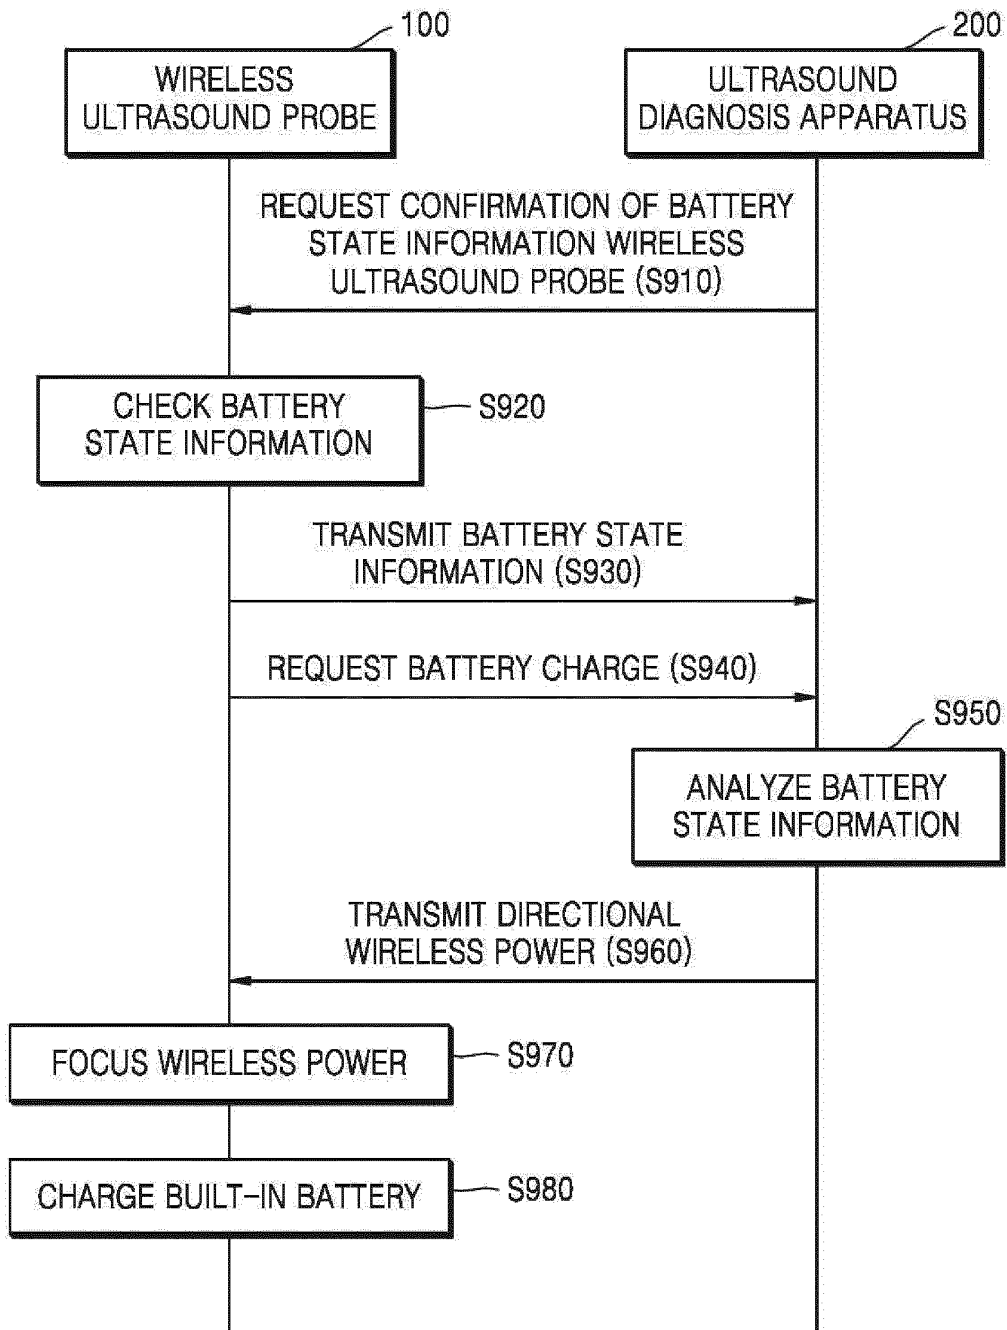 100
200
WIRELESS
ULTRASOUND PROBE
ULTRASOUND
DIAGNOSIS APPARATUS
REQUEST CONFIRMATION OF BATTERY
STATE INFORMATION WIRELESS
ULTRASOUND PROBE (S910)
CHECK BATTERY
STATE INFORMATION
S920
TRANSMIT BATTERY STATE
INFORMATION (S930)
REQUEST BATTERY CHARGE (S940)
S950
ANALYZE BATTERY
STATE INFORMATION
TRANSMIT DIRECTIONAL
WIRELESS POWER (S960)
FOCUS WIRELESS POWER
S970
CHARGE BUILT-IN BATTERY
S980